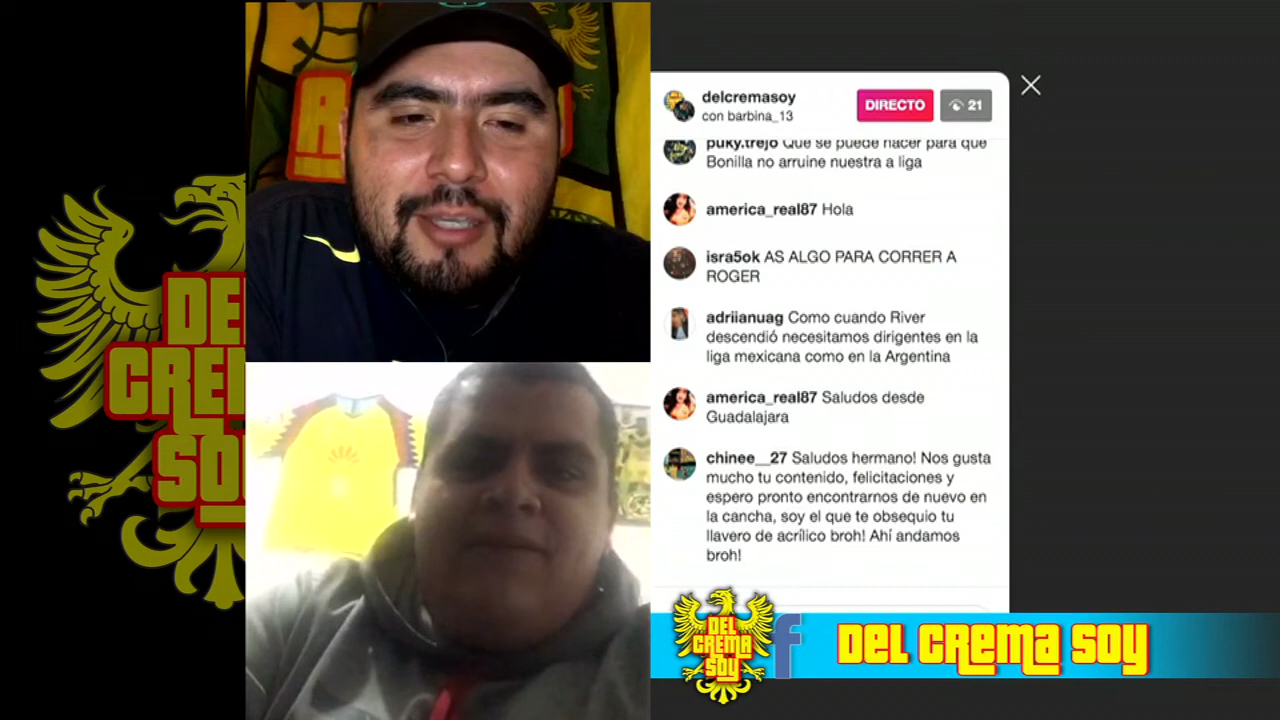 delcremasoy
con barbina_13
DIRECTO
21
puky.trejo Que se puede hacer para que
Bonilla no arruine nuestra a liga
america_real87 Hola
isra5ok AS ALGO PARA CORRER A
ROGER
adriianuag Como cuando River
descendió necesitamos dirigentes en la
liga mexicana como en la Argentina
america_real87 Saludos desde
Guadalajara
chinee__27 Saludos hermano! Nos gusta
mucho tu contenido, felicitaciones y
espero pronto encontrarnos de nuevo en
la cancha, soy el que te obsequio tu
llavero de acrílico broh! Ahí andamos
broh!
DEL
CREMA
SOY
f DEL CREMA SOY
DEL
CREMA
SOY